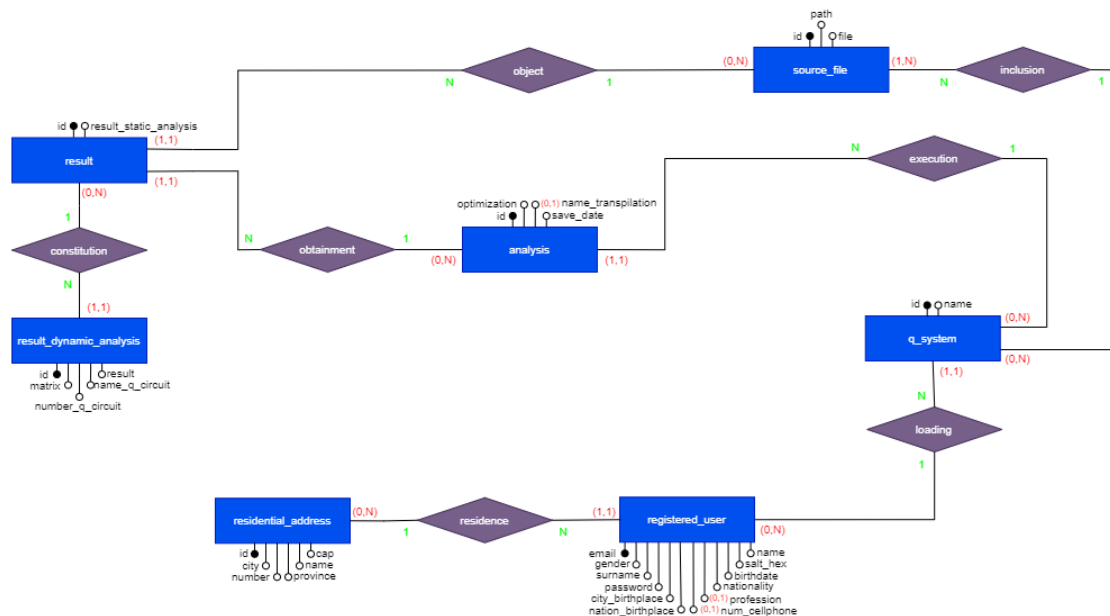 path
id
file
(0,N)
source_file
(1,N)
inclusion
N
1
object
N
1
id
result_static_analysis
(1,1)
result
(1,1)
(0,N)
N
execution
1
optimization
(0,1) name_transpilation
id
save_date
1
constitution
N
N
obtainment
1
(0,N)
analysis
(1,1)
(1,1)
result_dynamic_analysis
id
result
matrix
name_q_circuit
number_q_circuit
id
name
(0,N)
q_system
(0,N)
(1,1)
N
loading
1
residential_address
(0,N)
1
residence
N
(1,1)
registered_user
(0,N)
id
cap
city
name
number
province
email
name
gender
salt_hex
surname
birthdate
password
nationality
city_birthplace
(0,1) profession
nation_birthplace
(0,1) num_cellphone